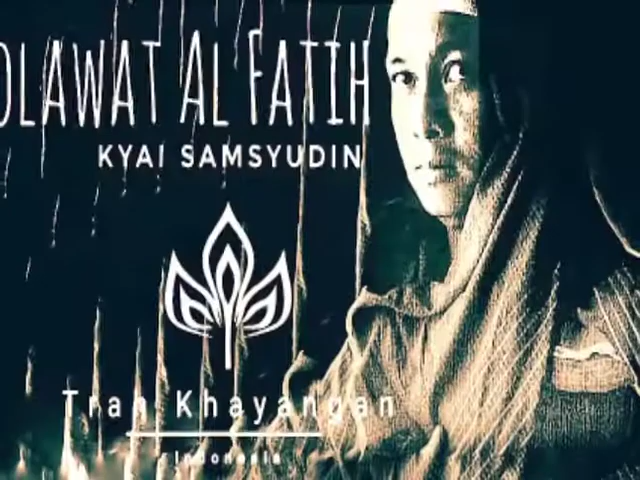 OLAWAT AL FATIH
KYAI SAMSYUDIN
Tran Khayangan
Indonesia